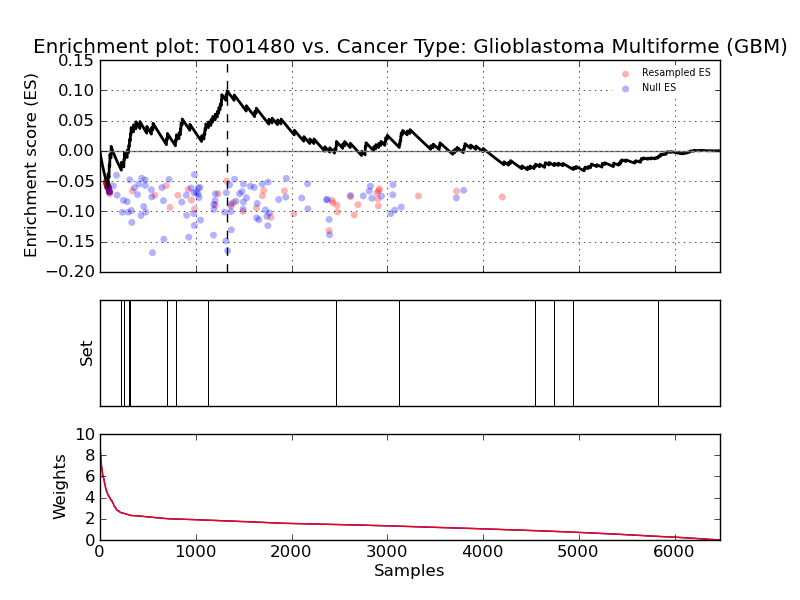 Enrichment plot: T001480 vs. Cancer Type: Glioblastoma Multiforme (GBM)
Enrichment score (ES)
0.15
0.10
0.05
0.00
−0.05
−0.10
−0.15
−0.20
Resampled ES
Null ES
Set
Weights
10
8
6
4
2
0
0 1000 2000 3000 4000 5000 6000
Samples